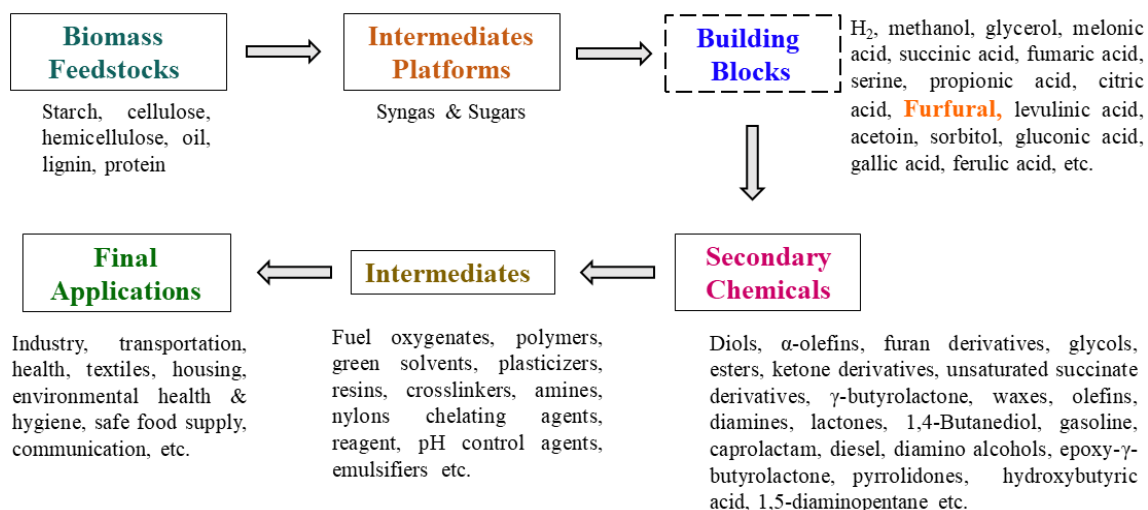 Biomass
Feedstocks
Starch, cellulose,
hemicellulose, oil,
lignin, protein
Intermediates
Platforms
Syngas & Sugars
Building
Blocks
H₂, methanol, glycerol, melonic
acid, succinic acid, fumaric acid,
serine, propionic acid, citric
acid, Furfural, levulinic acid,
acetoin, sorbitol, gluconic acid,
gallic acid, ferulic acid, etc.
Final
Applications
Industry, transportation,
health, textiles, housing,
environmental health &
hygiene, safe food supply,
communication, etc.
Intermediates
Fuel oxygenates, polymers,
green solvents, plasticizers,
resins, crosslinkers, amines,
nylons chelating agents,
reagent, pH control agents,
emulsifiers etc.
Secondary
Chemicals
Diols, α-olefins, furan derivatives, glycols,
esters, ketone derivatives, unsaturated succinate
derivatives, γ-butyrolactone, waxes, olefins,
diamines, lactones, 1,4-Butanediol, gasoline,
caprolactam, diesel, diamino alcohols, epoxy-γ-
butyrolactone, pyrrolidones, hydroxybutyric
acid, 1,5-diaminopentane etc.